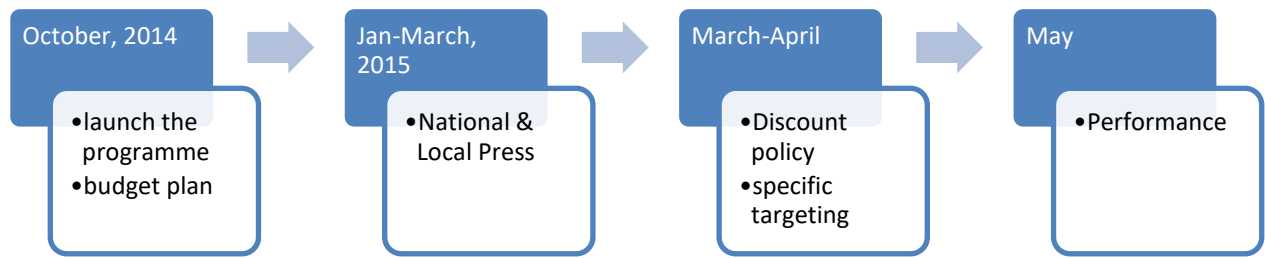 October, 2014
•launch the
programme
•budget plan
Jan-March,
2015
•National &
Local Press
March-April
•Discount
policy
•specific
targeting
May
•Performance